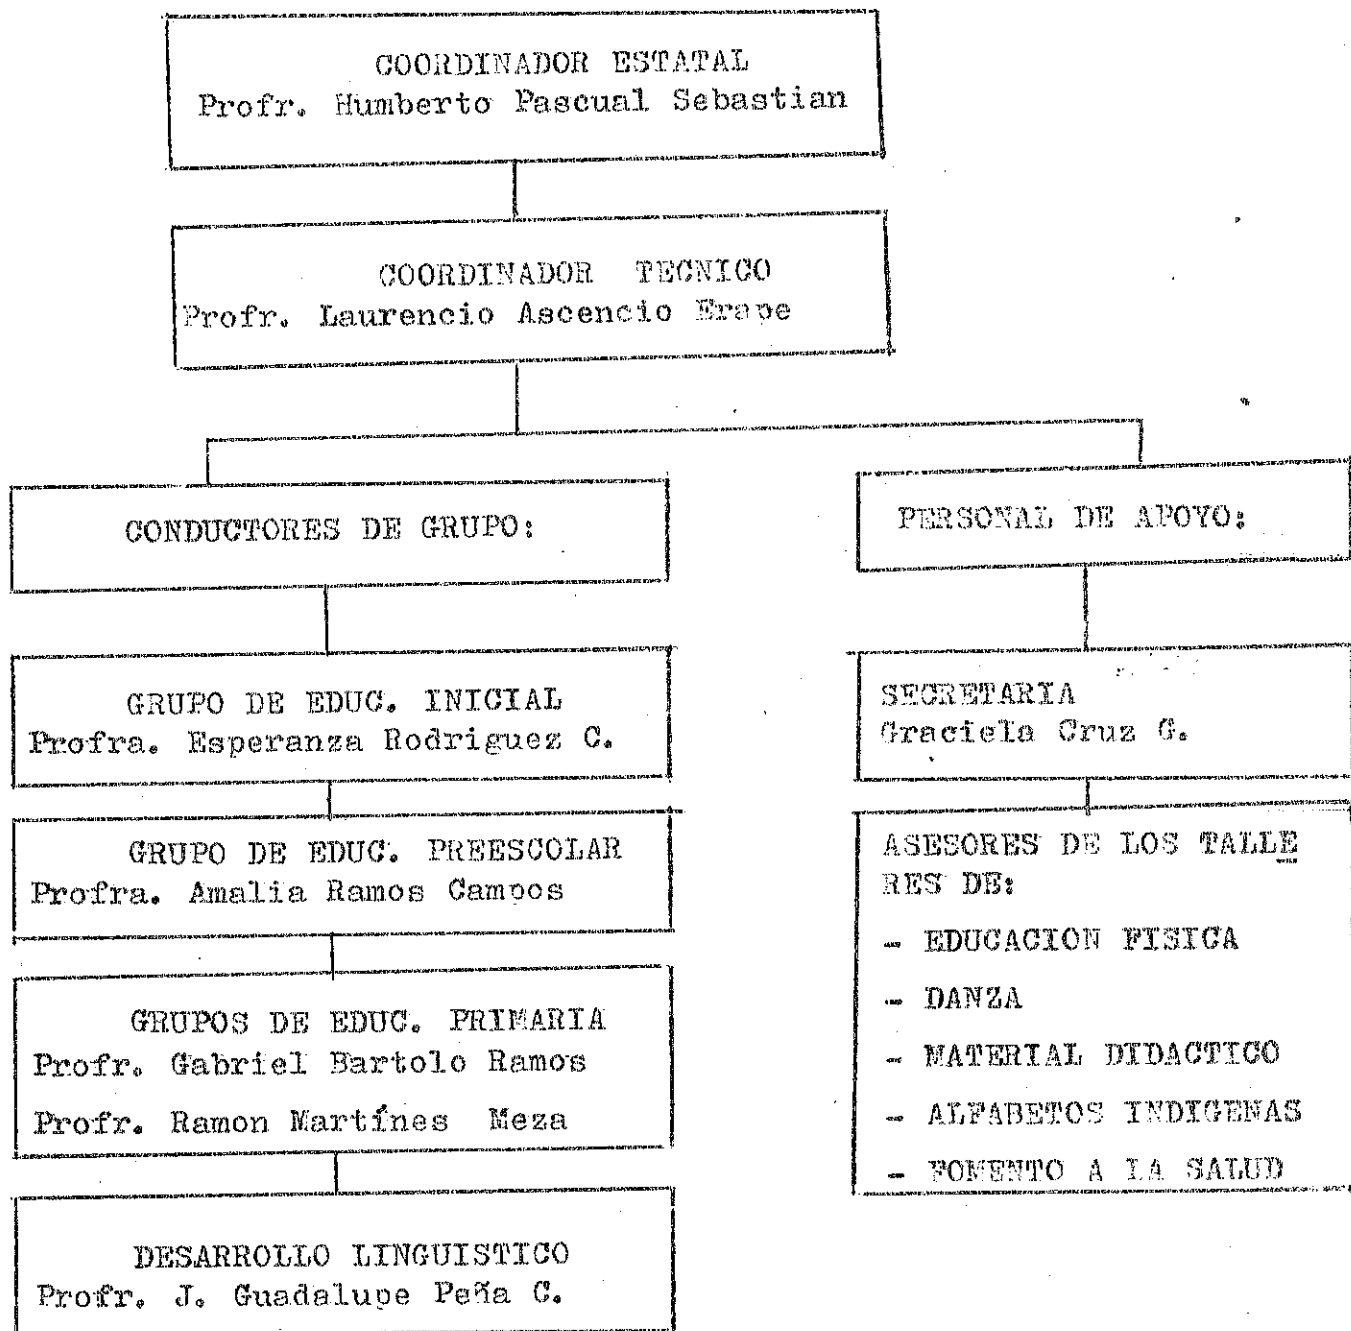 COORDINADOR ESTATAL
Profr. Humberto Pascual Sebastian
COORDINADOR TECNICO
Profr. Laurencio Ascencio Erape
CONDUCTORES DE GRUPO:
PERSONAL DE APOYO:
GRUPO DE EDUC. INICIAL
Profra. Esperanza Rodriguez C.
SECRETARIA
Graciela Cruz G.
GRUPO DE EDUC. PREESCOLAR
Profra. Amalia Ramos Campos
GRUPOS DE EDUC. PRIMARIA
Profr. Gabriel Bartolo Ramos
Profr. Ramon Martínes Meza
DESARROLLO LINGUISTICO
Profr. J. Guadalupe Peña C.
ASESORES DE LOS TALLE
RES DE:
- EDUCACION FISICA
- DANZA
- MATERIAL DIDACTICO
- ALFABETOS INDIGENAS
- FOMENTO A LA SALUD